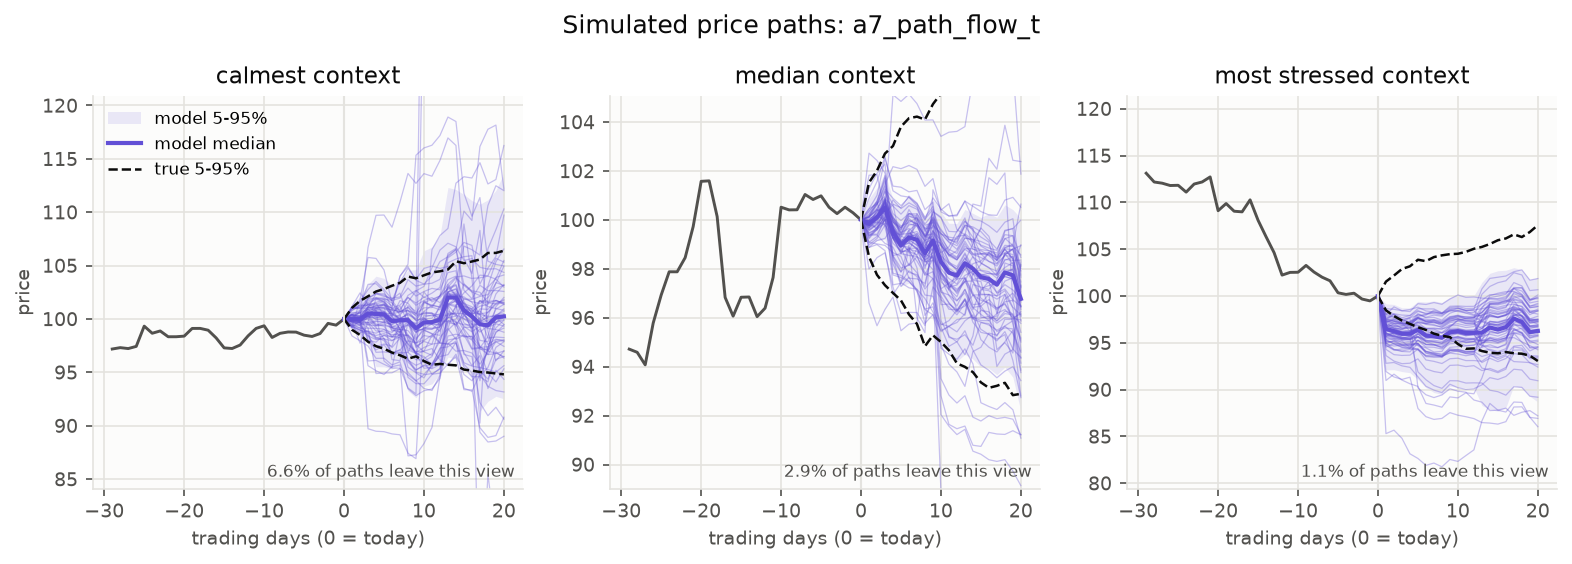 Simulated price paths: a7_path_flow_t
calmest context
median context
most stressed context
model 5-95%
model median
true 5-95%
120
115
110
105
100
95
90
85
price
−30
−20
−10
0
10
20
6.6% of paths leave this view
trading days (0 = today)
104
102
100
98
96
94
92
90
price
−30
−20
−10
0
10
20
2.9% of paths leave this view
trading days (0 = today)
120
115
110
105
100
95
90
85
80
price
−30
−20
−10
0
10
20
1.1% of paths leave this view
trading days (0 = today)